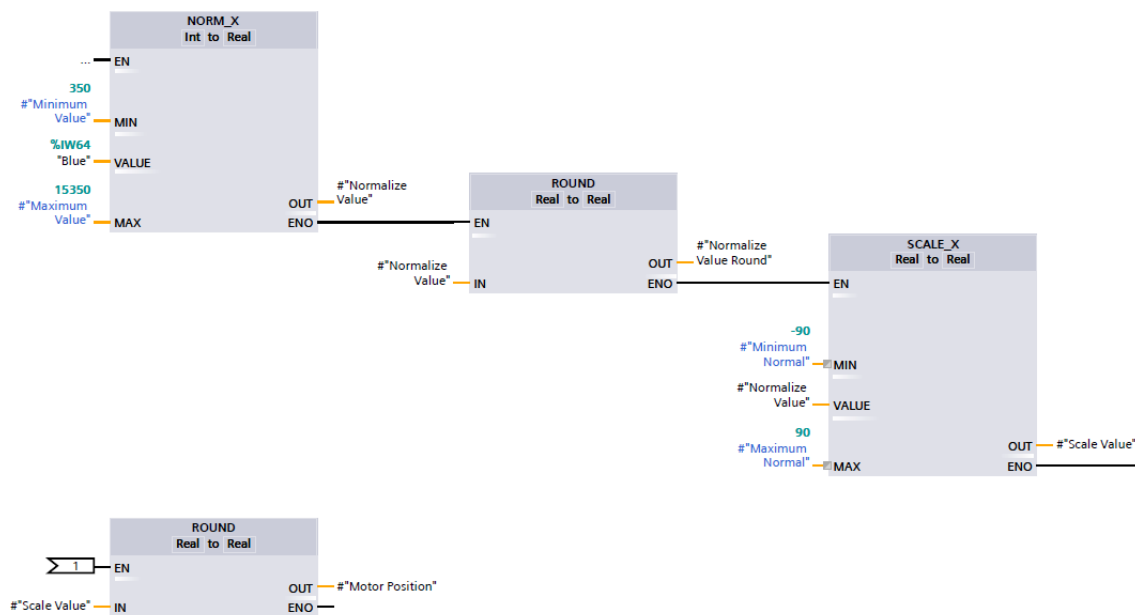 NORM_X
Int to Real
... EN
350
#"Minimum
Value" MIN
%IW64
"Blue" VALUE
15350
#"Maximum
Value" MAX
OUT #"Normalize
Value"
ENO
ROUND
Real to Real
EN
#"Normalize
Value" IN
OUT #"Normalize
Value Round"
ENO
SCALE_X
Real to Real
EN
-90
#"Minimum
Normal" MIN
#"Normalize
Value" VALUE
90
#"Maximum
Normal" MAX
OUT #"Scale Value"
ENO
ROUND
Real to Real
1 EN
#"Scale Value" IN
OUT #"Motor Position"
ENO